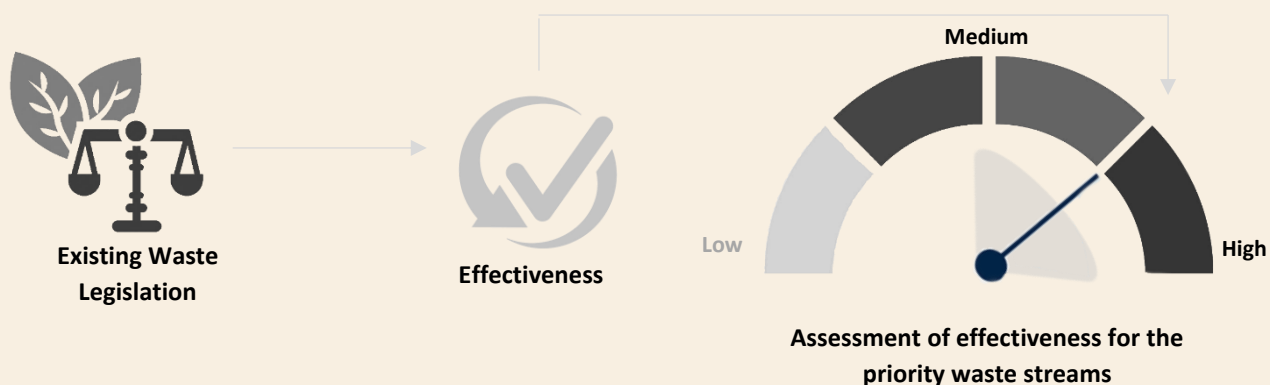 Medium
Low
High
Existing Waste
Legislation
Effectiveness
Assessment of effectiveness for the
priority waste streams